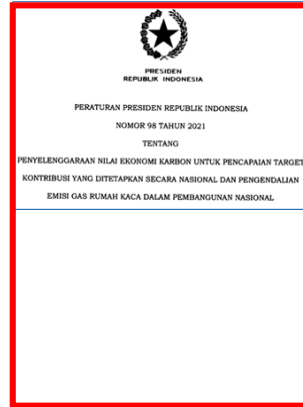 PRESIDEN
REPUBLIK INDONESIA
PERATURAN PRESIDEN REPUBLIK INDONESIA
NOMOR 98 TAHUN 2021
TENTANG
PENYELENGGARAAN NILAI EKONOMI KARBON UNTUK PENCAPAIAN TARGET
KONTRIBUSI YANG DITETAPKAN SECARA NASIONAL DAN PENGENDALIAN
EMISI GAS RUMAH KACA DALAM PEMBANGUNAN NASIONAL